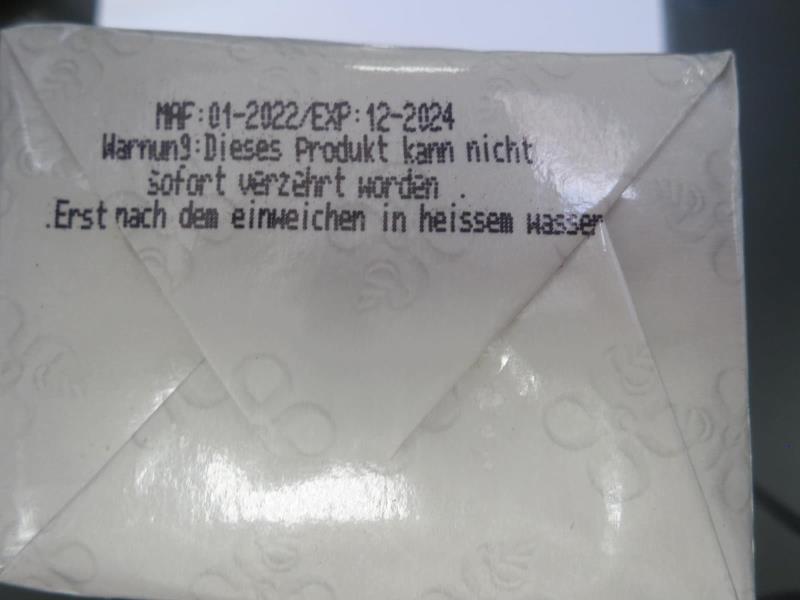 MAF:01-2022/EXP:12-2024
Warnung:Dieses Produkt kann nicht
sofort verzehrt worden .
.Erst nach dem einweichen in heissem wasser